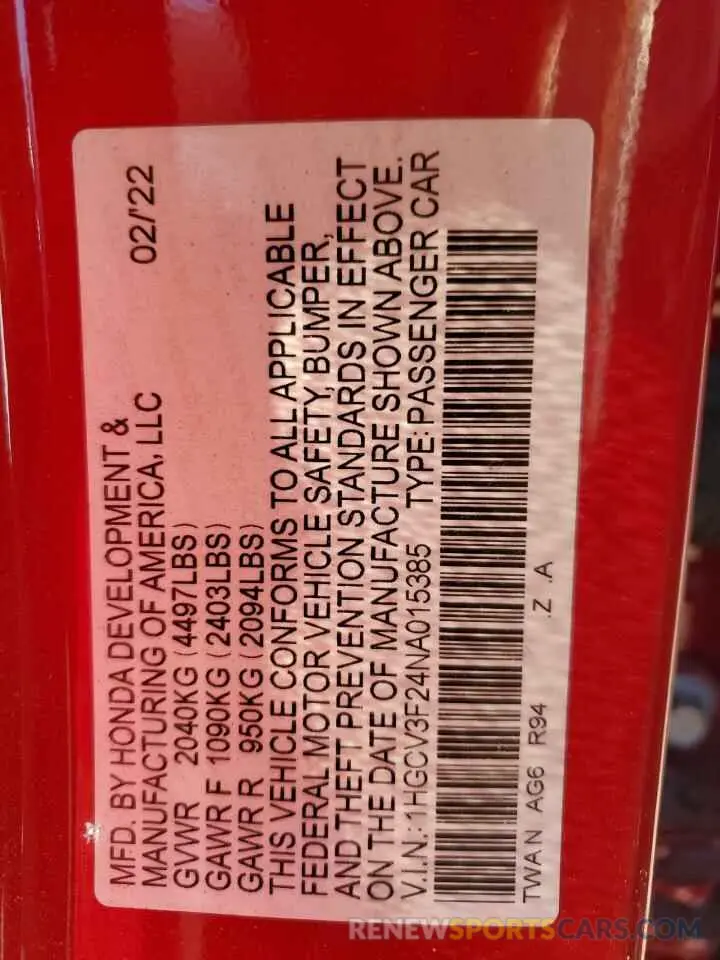 MFD. BY HONDA DEVELOPMENT &
MANUFACTURING OF AMERICA, LLC 02/'22
GVWR 2040KG (4497LBS)
GAWR F 1090KG (2403LBS)
GAWR R 950KG (2094LBS)
THIS VEHICLE CONFORMS TO ALL APPLICABLE
FEDERAL MOTOR VEHICLE SAFETY, BUMPER,
AND THEFT PREVENTION STANDARDS IN EFFECT
ON THE DATE OF MANUFACTURE SHOWN ABOVE.
V.I.N.: 1HGCV3F24NA015385 TYPE: PASSENGER CAR
TWAN AG6 R94 .Z .A
RENEWSPORTSCARS.COM